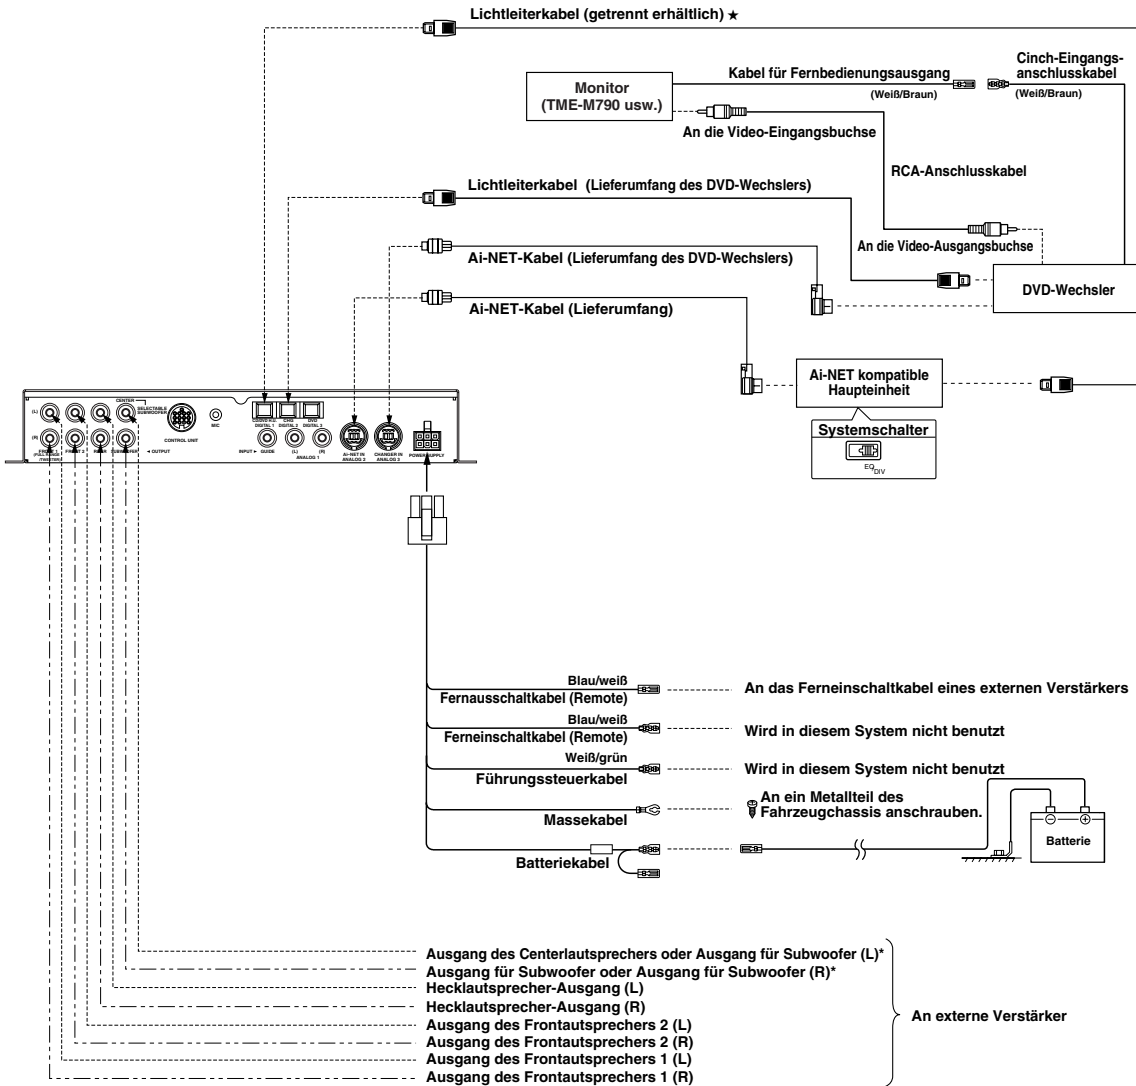 Lichtleiterkabel (getrennt erhältlich) ★
Cinch-Eingangs-
anschlusskabel
(Weiß/Braun)
Kabel für Fernbedienungsausgang
(Weiß/Braun)
Monitor
(TME-M790 usw.)
An die Video-Eingangsbuchse
RCA-Anschlusskabel
Lichtleiterkabel (Lieferumfang des DVD-Wechslers)
An die Video-Ausgangsbuchse
Ai-NET-Kabel (Lieferumfang des DVD-Wechslers)
DVD-Wechsler
Ai-NET-Kabel (Lieferumfang)
Ai-NET kompatible
Haupteinheit
Systemschalter
EQ
DIV
CENTER
SELECTABLE
SUBWOOFER
(L)
(R)
CONTROL UNIT
MIC
DIGITAL 1
CHG
DIGITAL 2
DVD
DIGITAL 3
◄ OUTPUT
INPUT ► GUIDE
(L)
(R)
ANALOG 1
Ai-NET IN
ANALOG 2
CHANGER IN
ANALOG 3
POWER SUPPLY
Blau/weiß
Fernausschaltkabel (Remote)
An das Ferneinschaltkabel eines externen Verstärkers
Blau/weiß
Ferneinschaltkabel (Remote)
Wird in diesem System nicht benutzt
Weiß/grün
Führungssteuerkabel
Wird in diesem System nicht benutzt
Massekabel
An ein Metallteil des
Fahrzeugchassis anschrauben.
Batteriekabel
Batterie
Ausgang des Centerlautsprechers oder Ausgang für Subwoofer (L)*
Ausgang für Subwoofer oder Ausgang für Subwoofer (R)*
Hecklautsprecher-Ausgang (L)
Hecklautsprecher-Ausgang (R)
Ausgang des Frontautsprechers 2 (L)
Ausgang des Frontautsprechers 2 (R)
Ausgang des Frontautsprechers 1 (L)
Ausgang des Frontautsprechers 1 (R)
An externe Verstärker